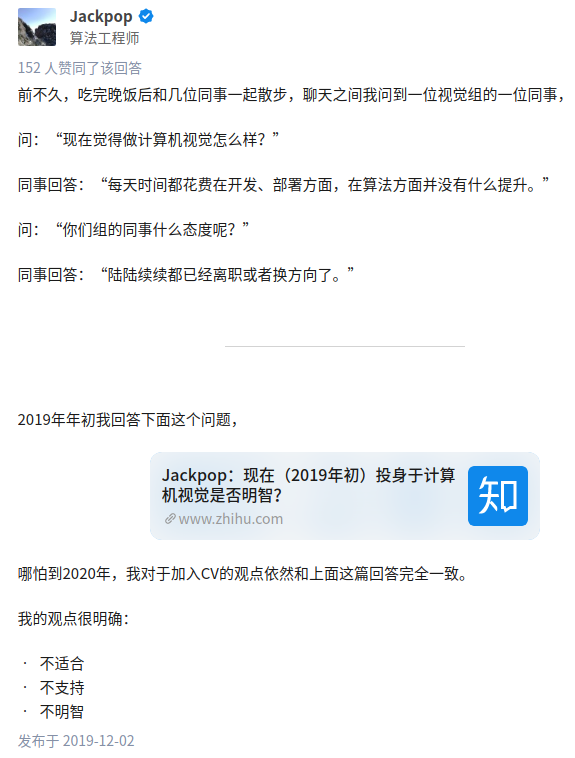 Jackpop
算法工程师
152 人赞同了该回答
前不久，吃完晚饭后和几位同事一起散步，聊天之间我问到一位视觉组的一位同事，
问：“现在觉得做计算机视觉怎么样？”
同事回答：“每天时间都花费在开发、部署方面，在算法方面并没有什么提升。”
问：“你们组的同事什么态度呢？”
同事回答：“陆陆续续都已经离职或者换方向了。”
2019年年初我回答下面这个问题，
Jackpop：现在（2019年初）投身于计算
机视觉是否明智？
www.zhihu.com
知
哪怕到2020年，我对于加入CV的观点依然和上面这篇回答完全一致。
我的观点很明确：
· 不适合
· 不支持
· 不明智
发布于 2019-12-02